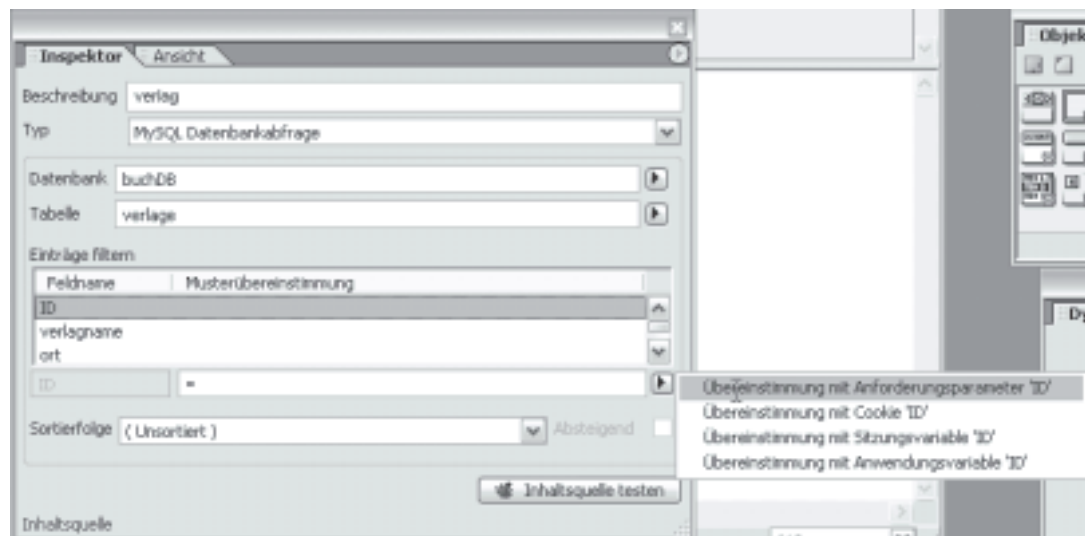 Inspektor Ansicht
Objek
Beschreibung verlag
Typ MySQL Datenbankabfrage
Datenbank buchDB
Tabelle verlage
Einträge filtern
Feldname Musterübereinstimmung
ID
verlagname
ort
ID =
Übereinstimmung mit Anforderungsparameter 'ID'
Übereinstimmung mit Cookie 'ID'
Übereinstimmung mit Sitzungsvariable 'ID'
Übereinstimmung mit Anwendungsvariable 'ID'
Sortierfolge ( Unsortiert ) Absteigend
Inhaltsquelle testen
Inhaltsquelle
Dy